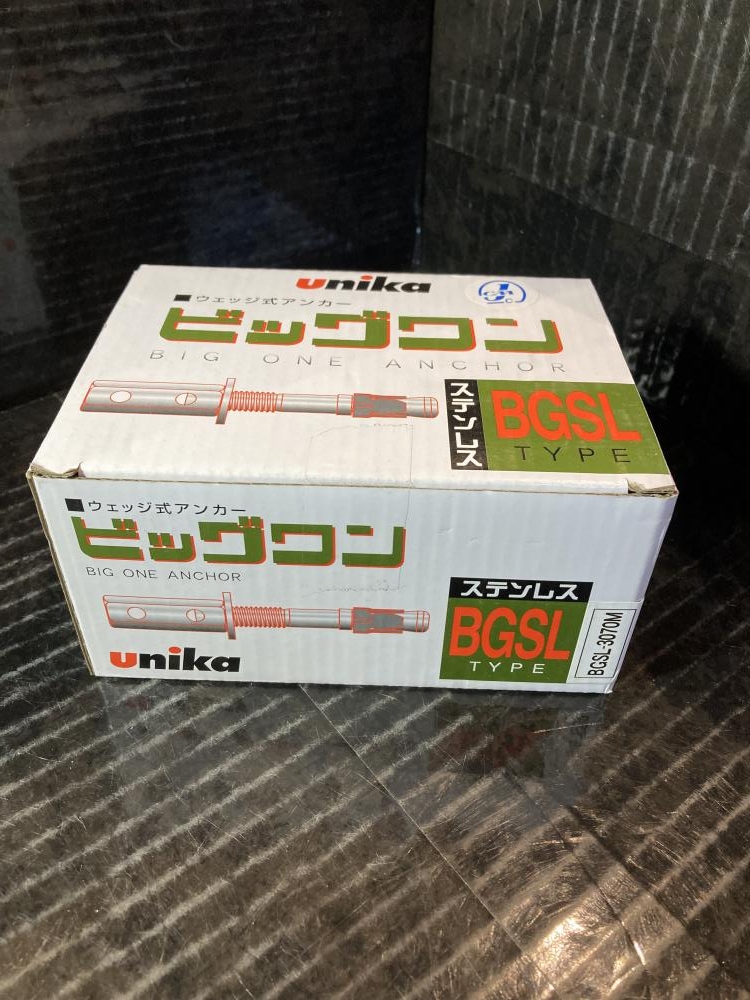 unika
■ウェッジ式アンカー
ビッグワン
BIG ONE ANCHOR
ステンレス
BGSL
TYPE
■ウェッジ式アンカー
ビッグワン
BIG ONE ANCHOR
unika
ステンレス
BGSL
TYPE
BGSL-3070M